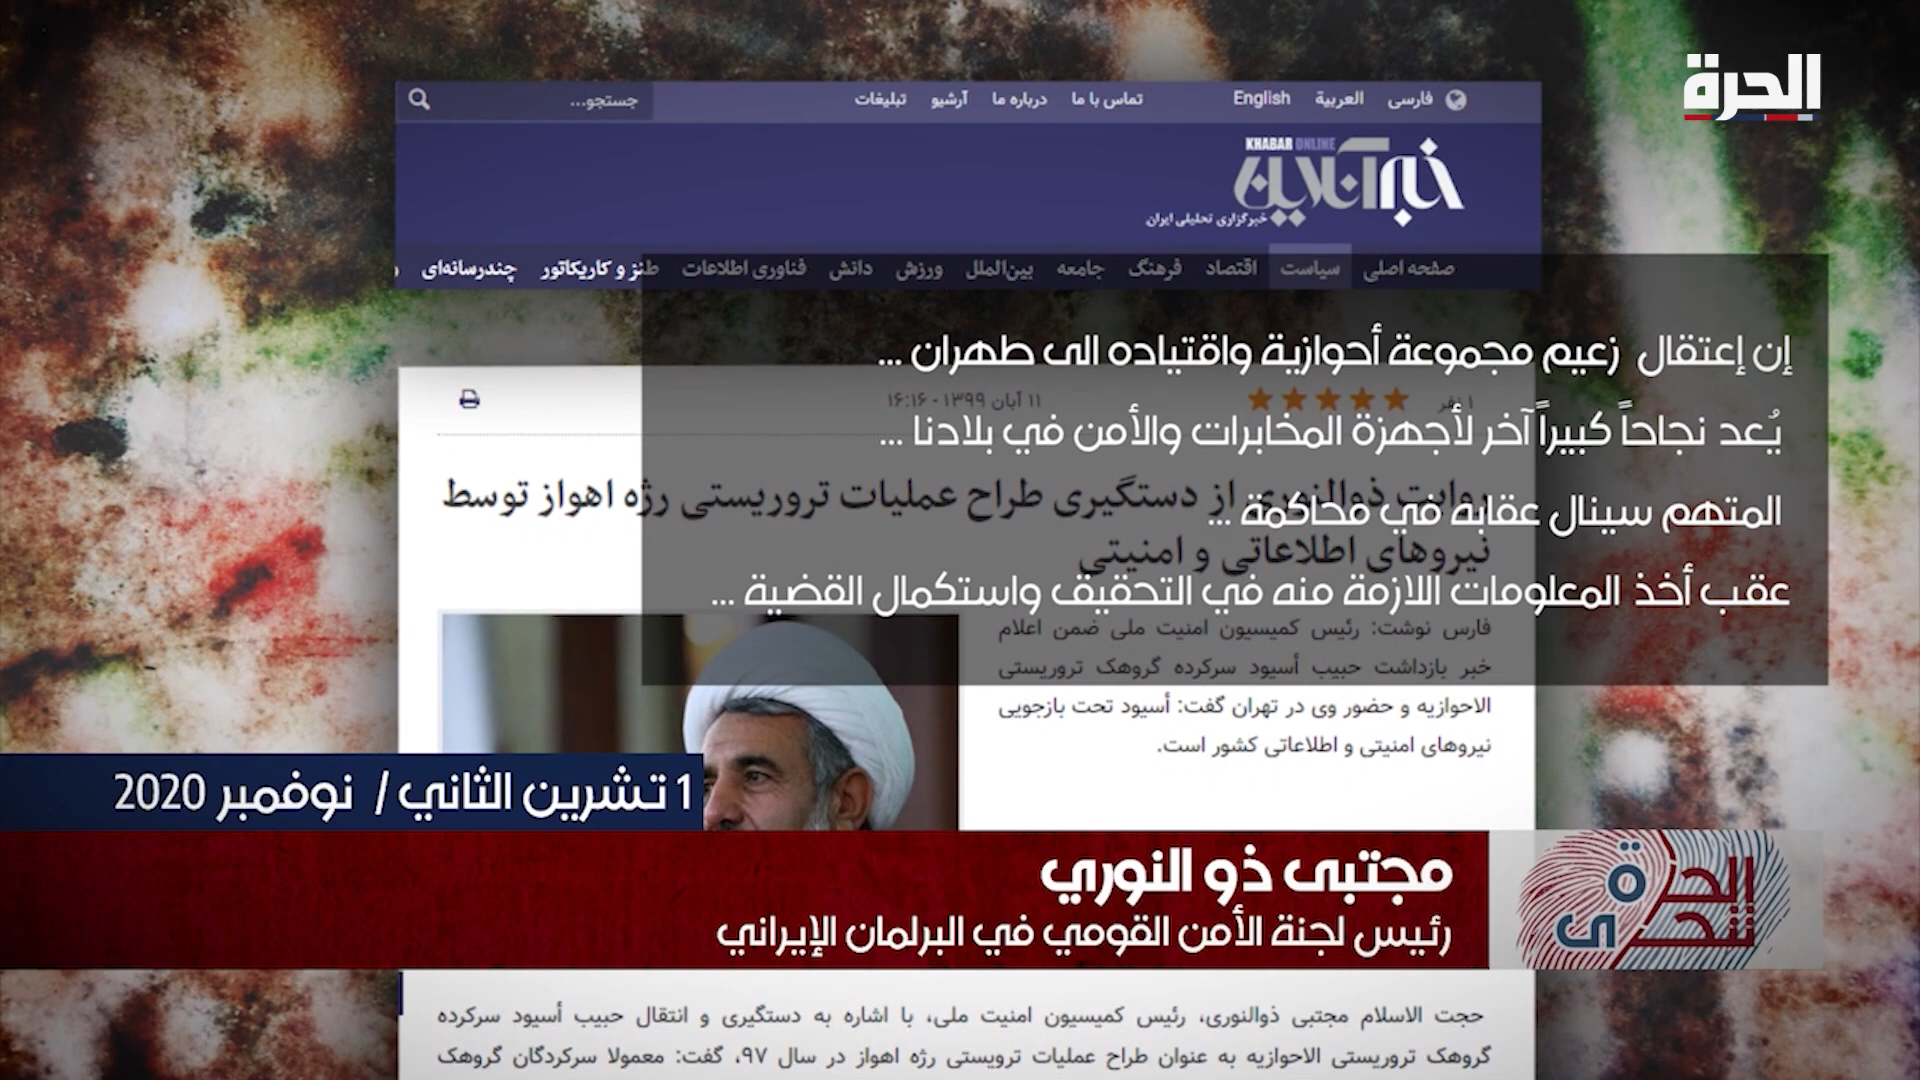 الحرة
فارسی العربية English تماس با ما درباره ما آرشیو تبلیغات جستجو...
KHABAR ONLINE
خبرآنلاین
خبرگزاری تحلیلی ایران
صفحه اصلی سیاست اقتصاد فرهنگ جامعه بین‌الملل ورزش دانش فناوری اطلاعات طنز و کاریکاتور چندرسانه‌ای
إن إعتقال زعيم مجموعة أحوازية واقتياده الى طهران ...
۱ نفر ۱۱ آبان ۱۳۹۹ - ۱۶:۱۶
يُعد نجاحاً كبيراً آخر لأجهزة المخابرات والأمن في بلادنا ...
روایت ذوالنوری از دستگیری طراح عملیات تروریستی رژه اهواز توسط
المتهم سينال عقابه في محاكمة ...
نیروهای اطلاعاتی و امنیتی
عقب أخذ المعلومات اللازمة منه في التحقيق واستكمال القضية ...
فارس نوشت: رئیس کمیسیون امنیت ملی ضمن اعلام
خبر بازداشت حبیب أسیود سرکرده گروهک تروریستی
الاحوازیه و حضور وی در تهران گفت: أسیود تحت بازجویی
نیروهای امنیتی و اطلاعاتی کشور است.
1 تشرين الثاني / نوفمبر 2020
مجتبى ذو النوري
رئيس لجنة الأمن القومي في البرلمان الإيراني
الحرة
تتحرى
حجت الاسلام مجتبی ذوالنوری، رئیس کمیسیون امنیت ملی، با اشاره به دستگیری و انتقال حبیب أسیود سرکرده
گروهک تروریستی الاحوازیه به عنوان طراح عملیات ترویستی رژه اهواز در سال ۹۷، گفت: معمولا سرکردگان گروهک